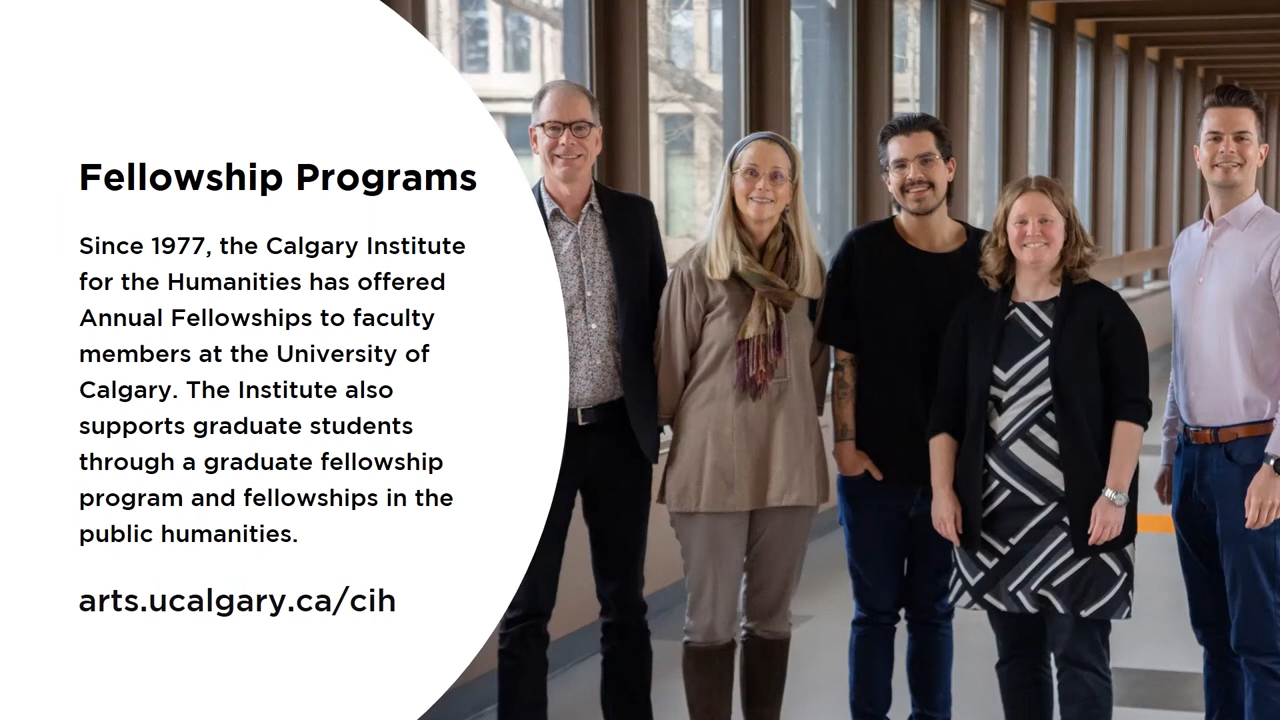 Fellowship Programs
Since 1977, the Calgary Institute
for the Humanities has offered
Annual Fellowships to faculty
members at the University of
Calgary. The Institute also
supports graduate students
through a graduate fellowship
program and fellowships in the
public humanities.
arts.ucalgary.ca/cih